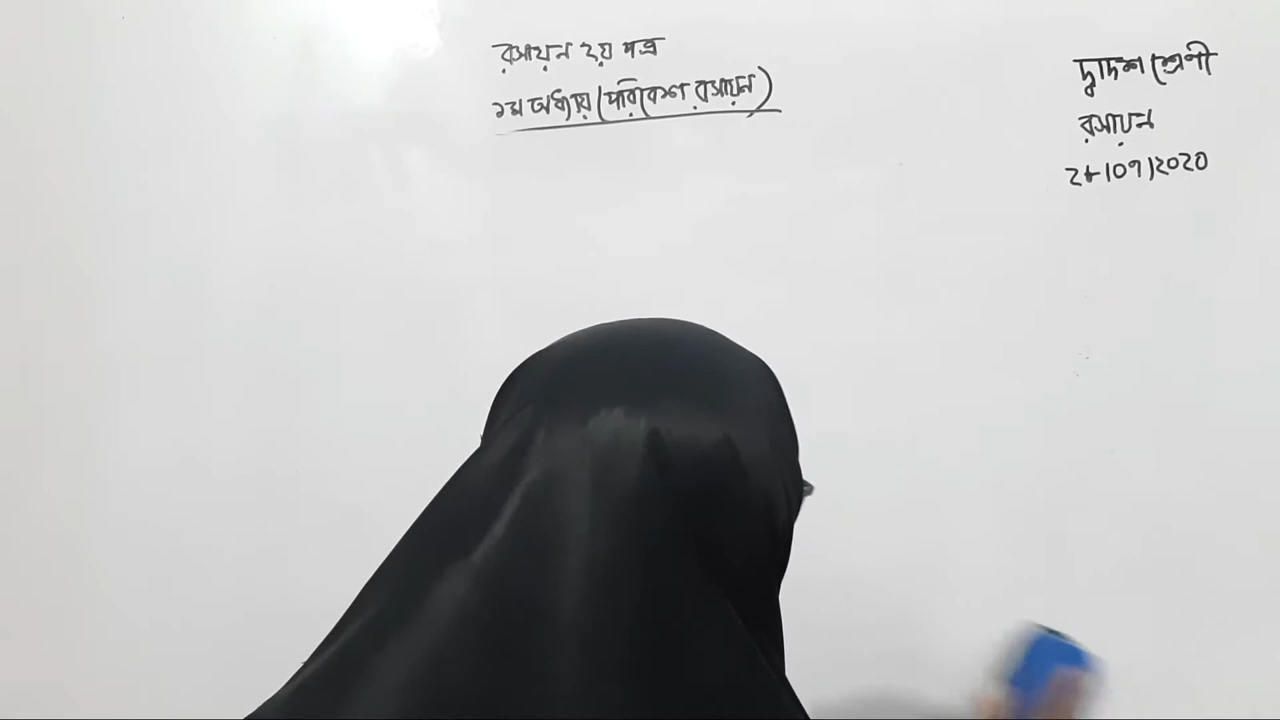 রসায়ন ২য় পত্র
১ম অধ্যায় (পরিবেশ রসায়ন)
দ্বাদশ শ্রেণী
রসায়ন
২৮/০৭/২০২০